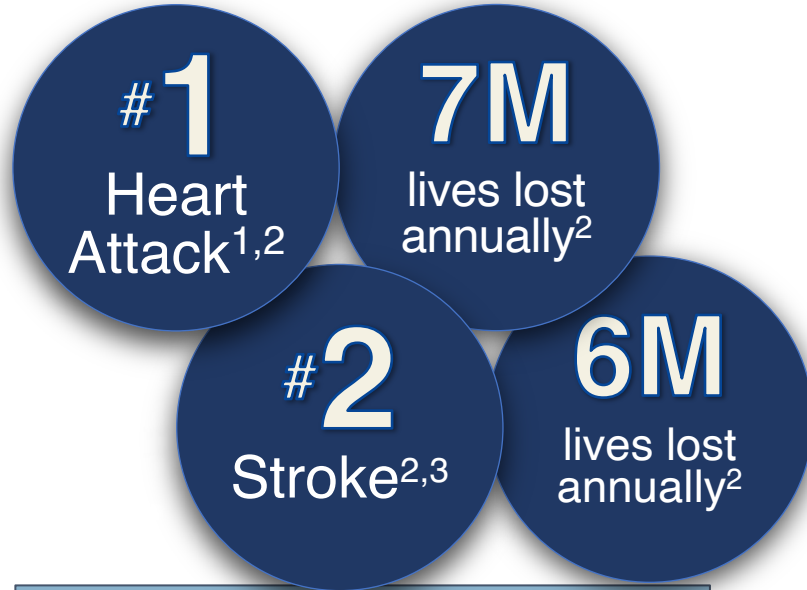 #1
Heart
Attack1,2
7M
lives lost
annually2
#2
Stroke2,3
6M
lives lost
annually2